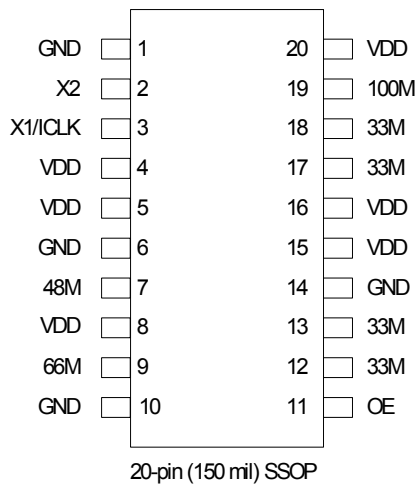 GND 1 20 VDD
X2 2 19 100M
X1/ICLK 3 18 33M
VDD 4 17 33M
VDD 5 16 VDD
GND 6 15 VDD
48M 7 14 GND
VDD 8 13 33M
66M 9 12 33M
GND 10 11 OE
20-pin (150 mil) SSOP